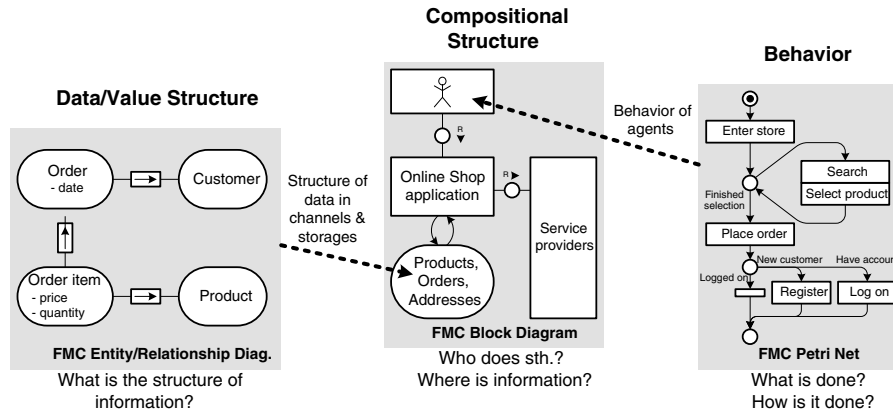 Compositional
Structure
Behavior
Data/Value Structure
Order
- date
Customer
Order item
- price
- quantity
Product
FMC Entity/Relationship Diag.
What is the structure of
information?
Structure
of data in
channels &
storages
R
Online Shop
application
R
Service
providers
Products,
Orders,
Addresses
FMC Block Diagram
Who does sth.?
Where is information?
Behavior of
agents
Enter store
Search
Select product
Finished
selection
Place order
New customer
Have account
Logged on
Register
Log on
FMC Petri Net
What is done?
How is it done?